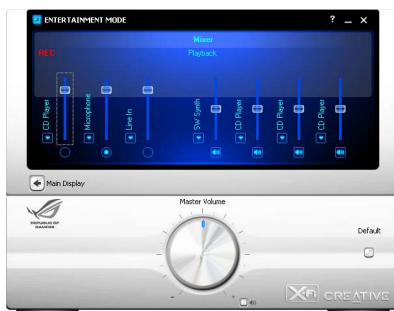 ENTERTAINMENT MODE
? _ X
Mixer
REC
Playback
CD Player
Microphone
Line In
SW Synth
CD Player
CD Player
CD Player
Main Display
Master Volume
REPUBLIC OF
GAMERS
Default
- +
X-Fi CREATIVE